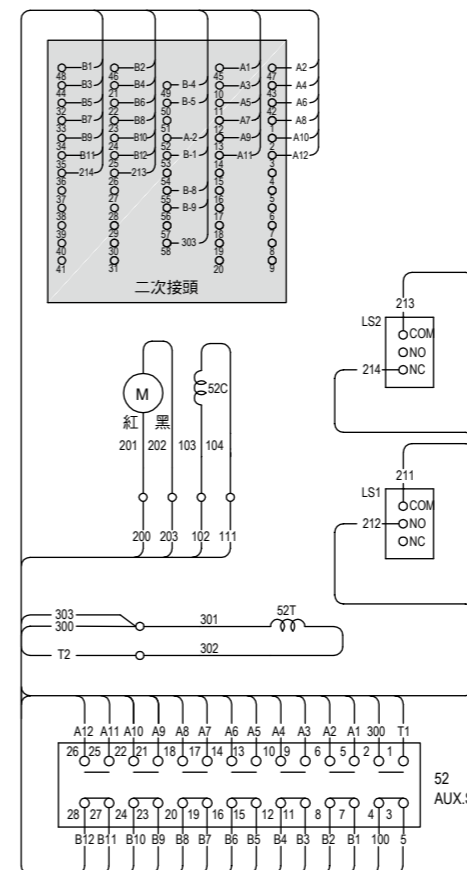 B1 B2 A1 A2
48 46 45 47
B3 B4 B-4 A3 A4
44 22 49 10 43
B5 B6 B-5 A5 A6
32 50 11 42
B7 B8 A7 A8
33 23 51 12 1
B9 B10 A-2 A9 A10
34 24 52 13 2
B11 B12 B-1 A11 A12
35 25 53 14 3
214 213
36 26 54 15 4
B-8
37 27 55 16 5
B-9
38 28 56 17 6
39 29 57 18 7
303
40 30 58 19 8
41 31 20 9
二次接頭
213
LS2
COM
NO
214 NC
M
52C
紅 黑
201 202 103 104
211
LS1
COM
212 NO
NC
200 203 102 111
303
300 301 52T
T2 302
A12 A11 A10 A9 A8 A7 A6 A5 A4 A3 A2 A1 300 T1
26 25 22 21 18 17 14 13 10 9 6 5 2 1
52
AUX.S
28 27 24 23 20 19 16 15 12 11 8 7 4 3
B12 B11 B10 B9 B8 B7 B6 B5 B4 B3 B2 B1 100 5